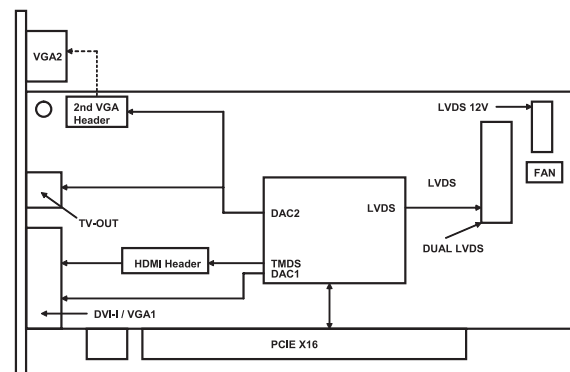 VGA2
2nd VGA
Header
LVDS 12V
FAN
LVDS
LVDS
DAC2
TV-OUT
DUAL LVDS
HDMI Header
TMDS
DAC1
DVI-I / VGA1
PCIE X16